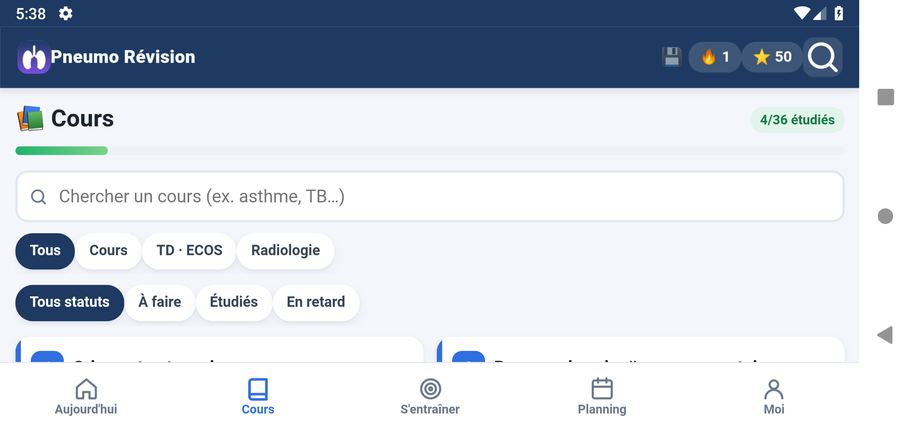 5:38
Pneumo Révision
1
50
Cours
4/36 étudiés
Chercher un cours (ex. asthme, TB...)
Tous Cours TD · ECOS Radiologie
Tous statuts À faire Étudiés En retard
Aujourd'hui Cours S'entraîner Planning Moi